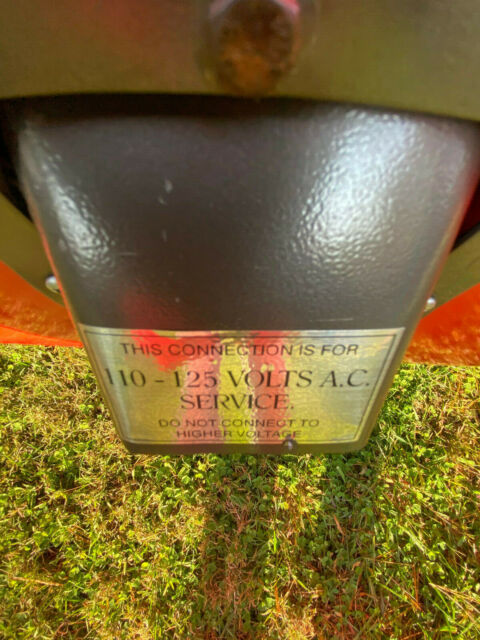 THIS CONNECTION IS FOR
110 - 125 VOLTS A.C.
SERVICE.
DO NOT CONNECT TO
HIGHER VOLTAGE